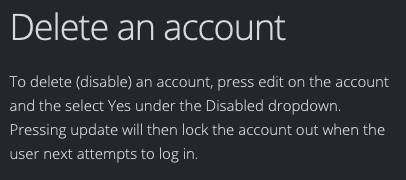 Delete an account
To delete (disable) an account, press edit on the account
and the select Yes under the Disabled dropdown.
Pressing update will then lock the account out when the
user next attempts to log in.